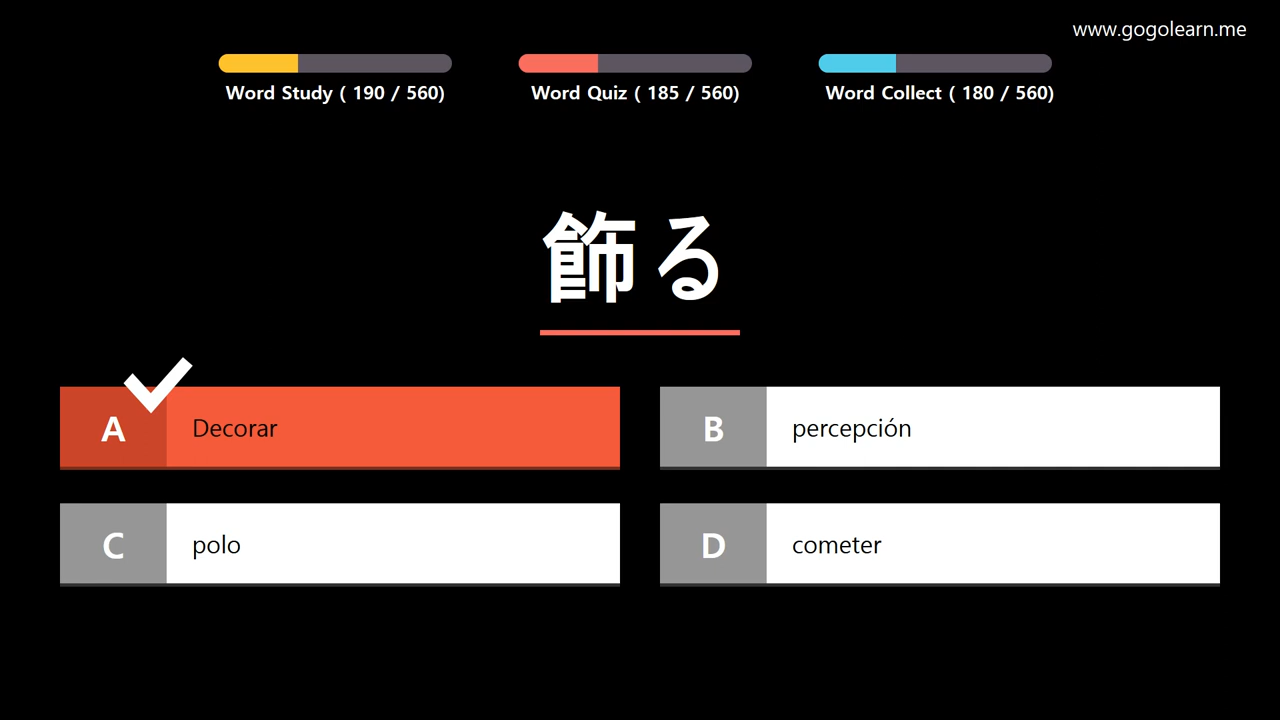 www.gogolearn.me
Word Study ( 190 / 560)
Word Quiz ( 185 / 560)
Word Collect ( 180 / 560)
飾る
A Decorar
B percepción
C polo
D cometer